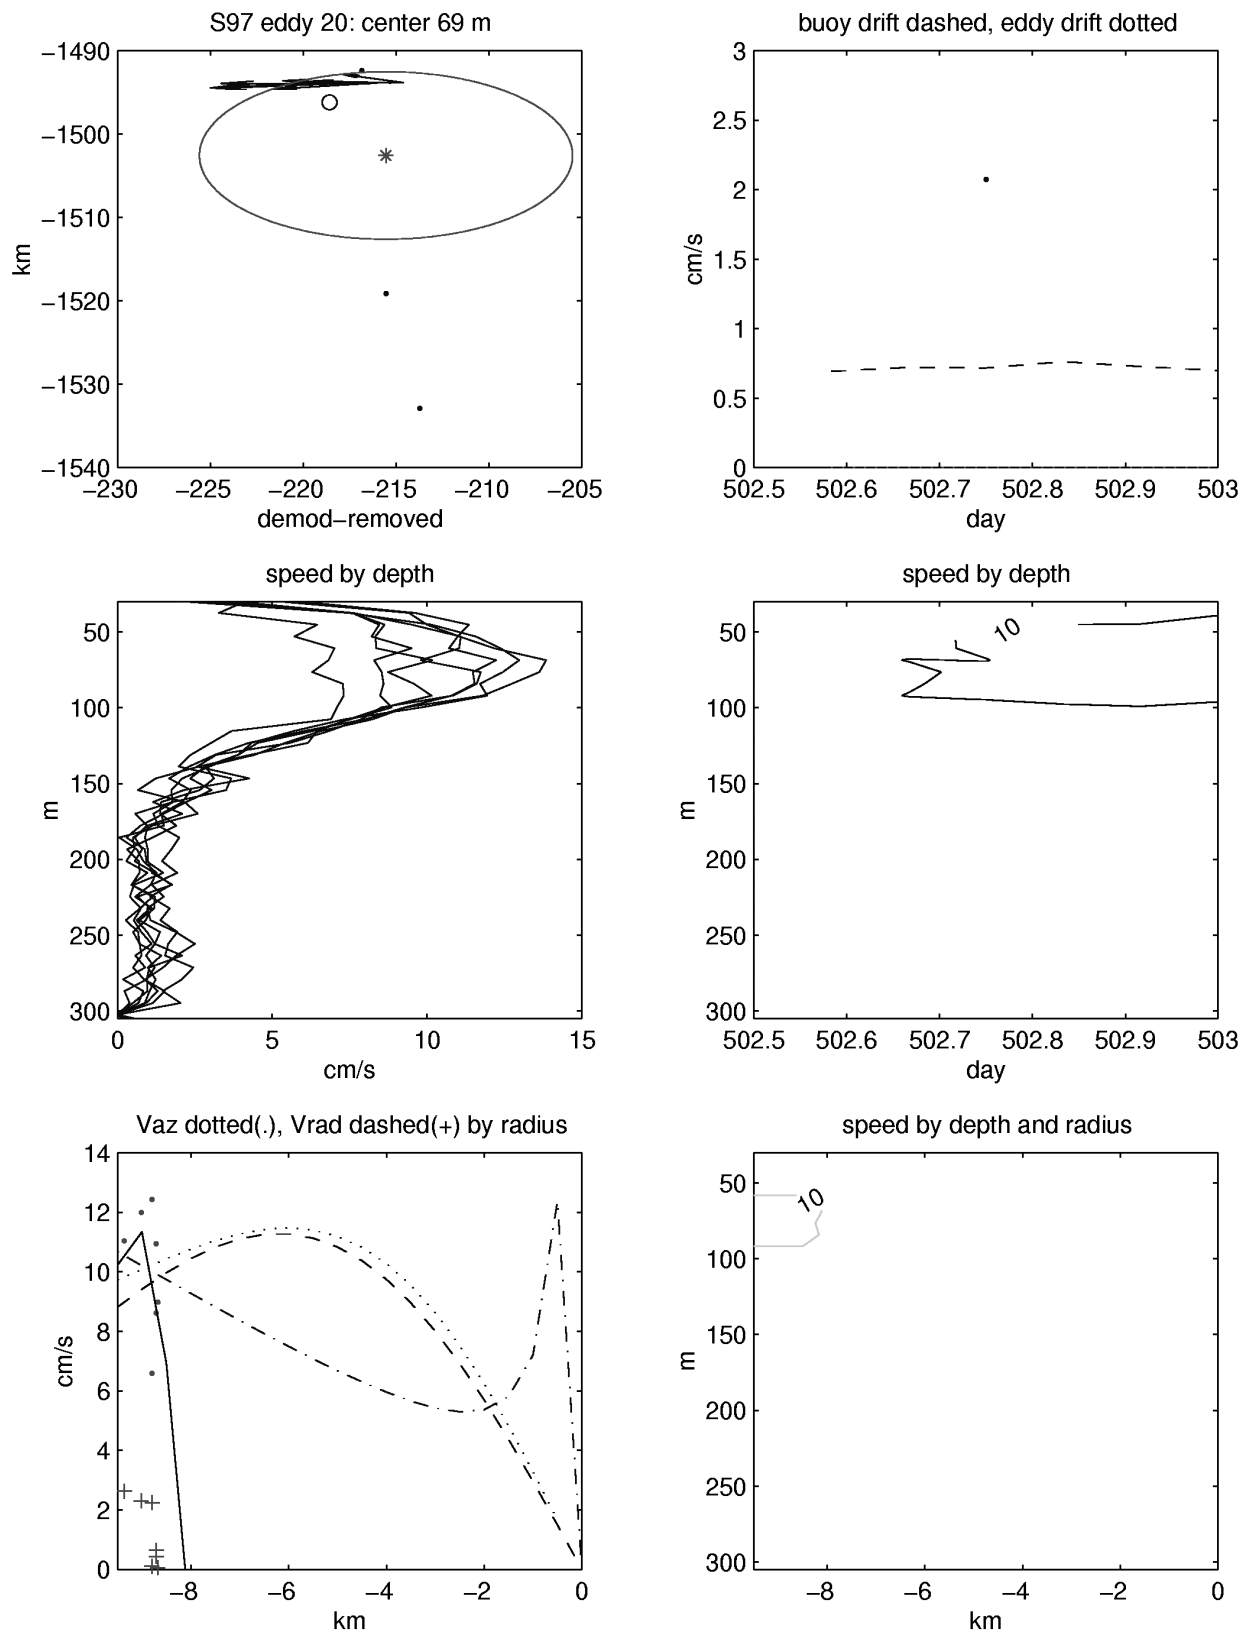 S97 eddy 20: center 69 m
−1490
−1500
−1510
−1520
−1530
−1540
km
−230 −225 −220 −215 −210 −205
demod−removed
buoy drift dashed, eddy drift dotted
3
2.5
2
1.5
1
0.5
0
cm/s
502.5 502.6 502.7 502.8 502.9 503
day
speed by depth
50
100
150
200
250
300
m
0 5 10 15
cm/s
speed by depth
50
100
150
200
250
300
m
10
502.5 502.6 502.7 502.8 502.9 503
day
Vaz dotted(.), Vrad dashed(+) by radius
14
12
10
8
6
4
2
0
cm/s
−8 −6 −4 −2 0
km
speed by depth and radius
50
100
150
200
250
300
m
10
−8 −6 −4 −2 0
km